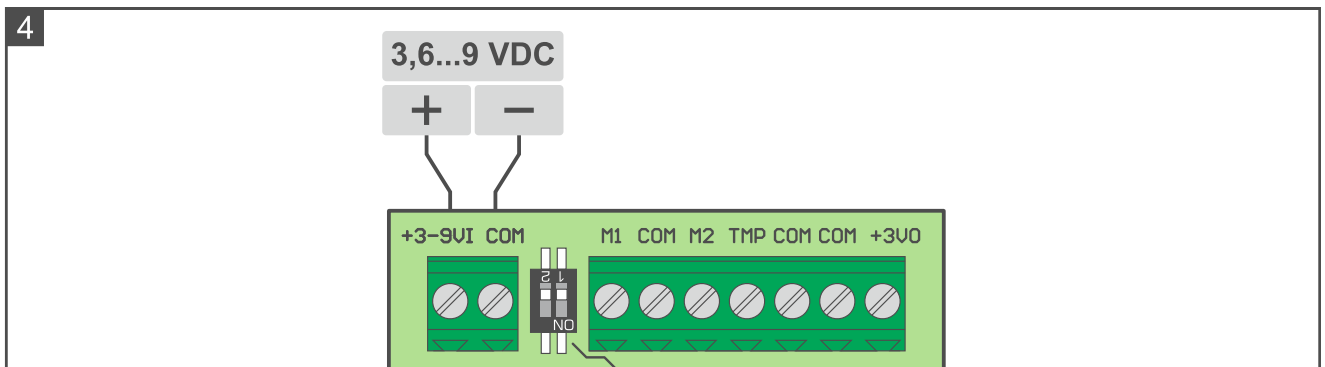 4
3,6...9 VDC
+ −
+3-9VI COM M1 COM M2 TMP COM COM +3VO
2 1
ON